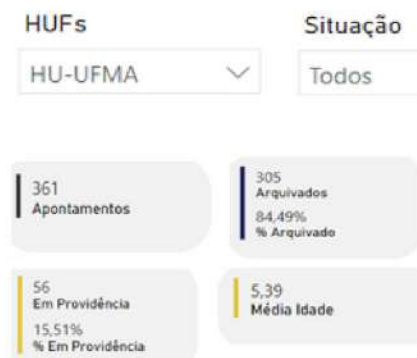 HUFs
HU-UFMA
Situação
Todos
361
Apontamentos
305
Arquivados
84,49%
% Arquivado
56
Em Providência
15,51%
% Em Providência
5,39
Média Idade